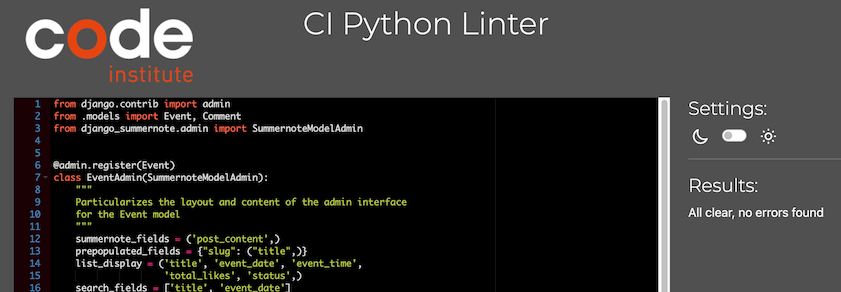 code
institute
CI Python Linter
1 from django.contrib import admin
2 from .models import Event, Comment
3 from django_summernote.admin import SummernoteModelAdmin
4
5
6 @admin.register(Event)
7 class EventAdmin(SummernoteModelAdmin):
8 """
9 Particularizes the layout and content of the admin interface
10 for the Event model
11 """
12 summernote_fields = ('post_content',)
13 prepopulated_fields = {"slug": ("title",)}
14 list_display = ('title', 'event_date', 'event_time',
15 'total_likes', 'status',)
16 search_fields = ['title', 'event_date']
Settings:
Results:
All clear, no errors found